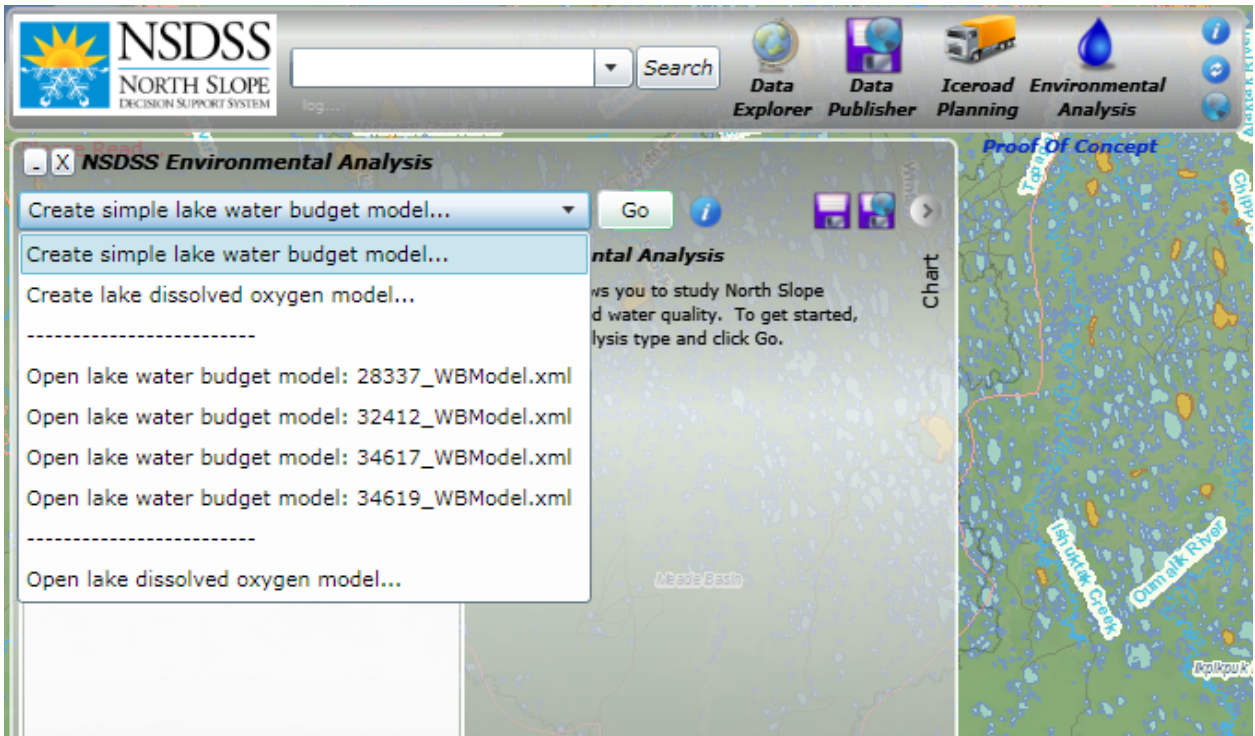 NSDSS
NORTH SLOPE
DECISION SUPPORT SYSTEM
log...
Search
Data Explorer
Data Publisher
Iceroad Planning
Environmental Analysis
Proof Of Concept
Read
- X NSDSS Environmental Analysis
Create simple lake water budget model...
Go
Create simple lake water budget model...
Create lake dissolved oxygen model...
-------------------------
Open lake water budget model: 28337_WBModel.xml
Open lake water budget model: 32412_WBModel.xml
Open lake water budget model: 34617_WBModel.xml
Open lake water budget model: 34619_WBModel.xml
-------------------------
Open lake dissolved oxygen model...
ntal Analysis
ws you to study North Slope
d water quality. To get started,
lysis type and click Go.
Chart
Meade Basin
Ishuktak Creek
Oumalik River
Ikpikpuk